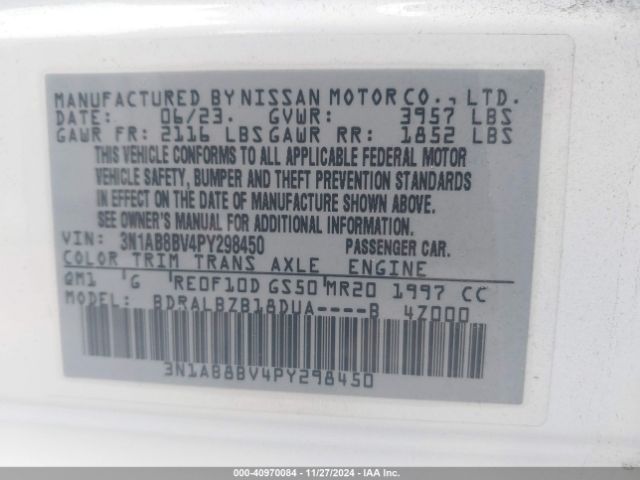 MANUFACTURED BY NISSAN MOTOR CO., LTD.
DATE: 06/23. GVWR: 3957 LBS
GAWR FR: 2116 LBS GAWR RR: 1852 LBS
THIS VEHICLE CONFORMS TO ALL APPLICABLE FEDERAL MOTOR
VEHICLE SAFETY, BUMPER AND THEFT PREVENTION STANDARDS
IN EFFECT ON THE DATE OF MANUFACTURE SHOWN ABOVE.
SEE OWNER'S MANUAL FOR ADDITIONAL INFORMATION.
VIN: 3N1AB8BV4PY298450 PASSENGER CAR.
COLOR TRIM TRANS AXLE ENGINE
QM1 'G RE0F10D GS50 MR20 1997 CC
MODEL: BDRALBZB18DUA----B 4Z000
3N1AB8BV4PY298450
000-40970084 - 11/27/2024 - IAA Inc.